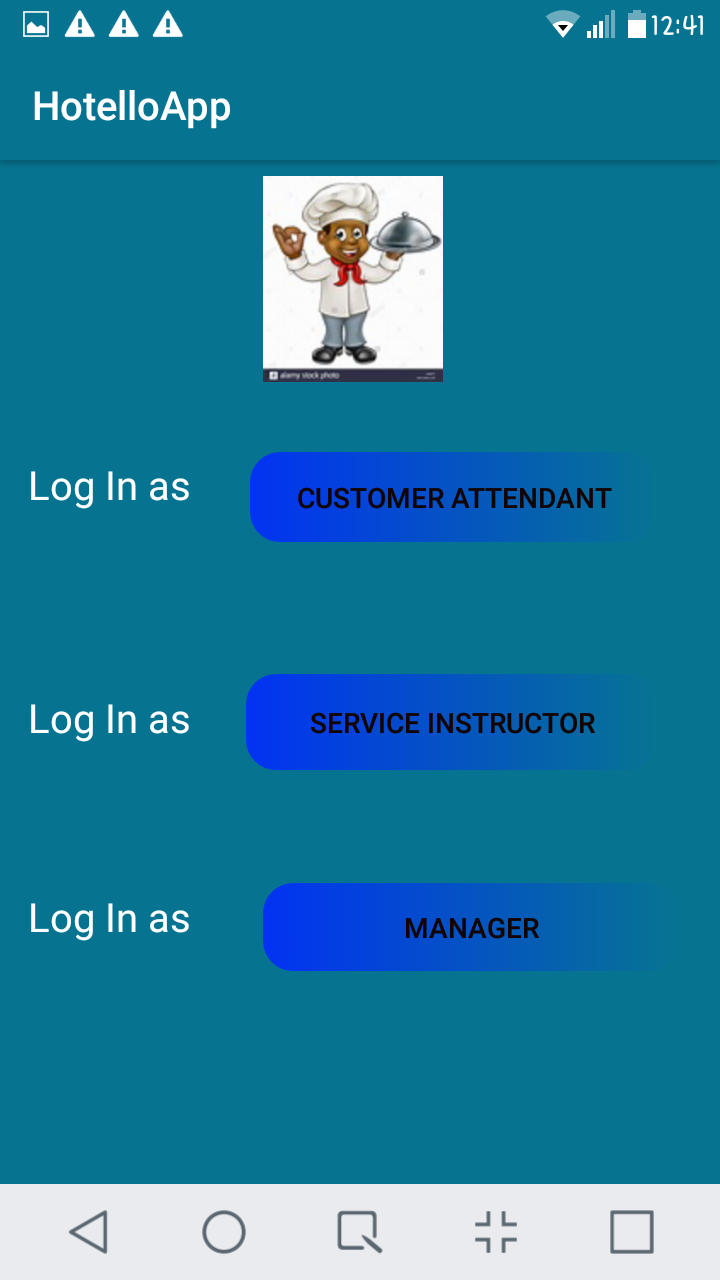 12:41
HotelloApp
alamy stock photo
Log In as CUSTOMER ATTENDANT
Log In as SERVICE INSTRUCTOR
Log In as MANAGER